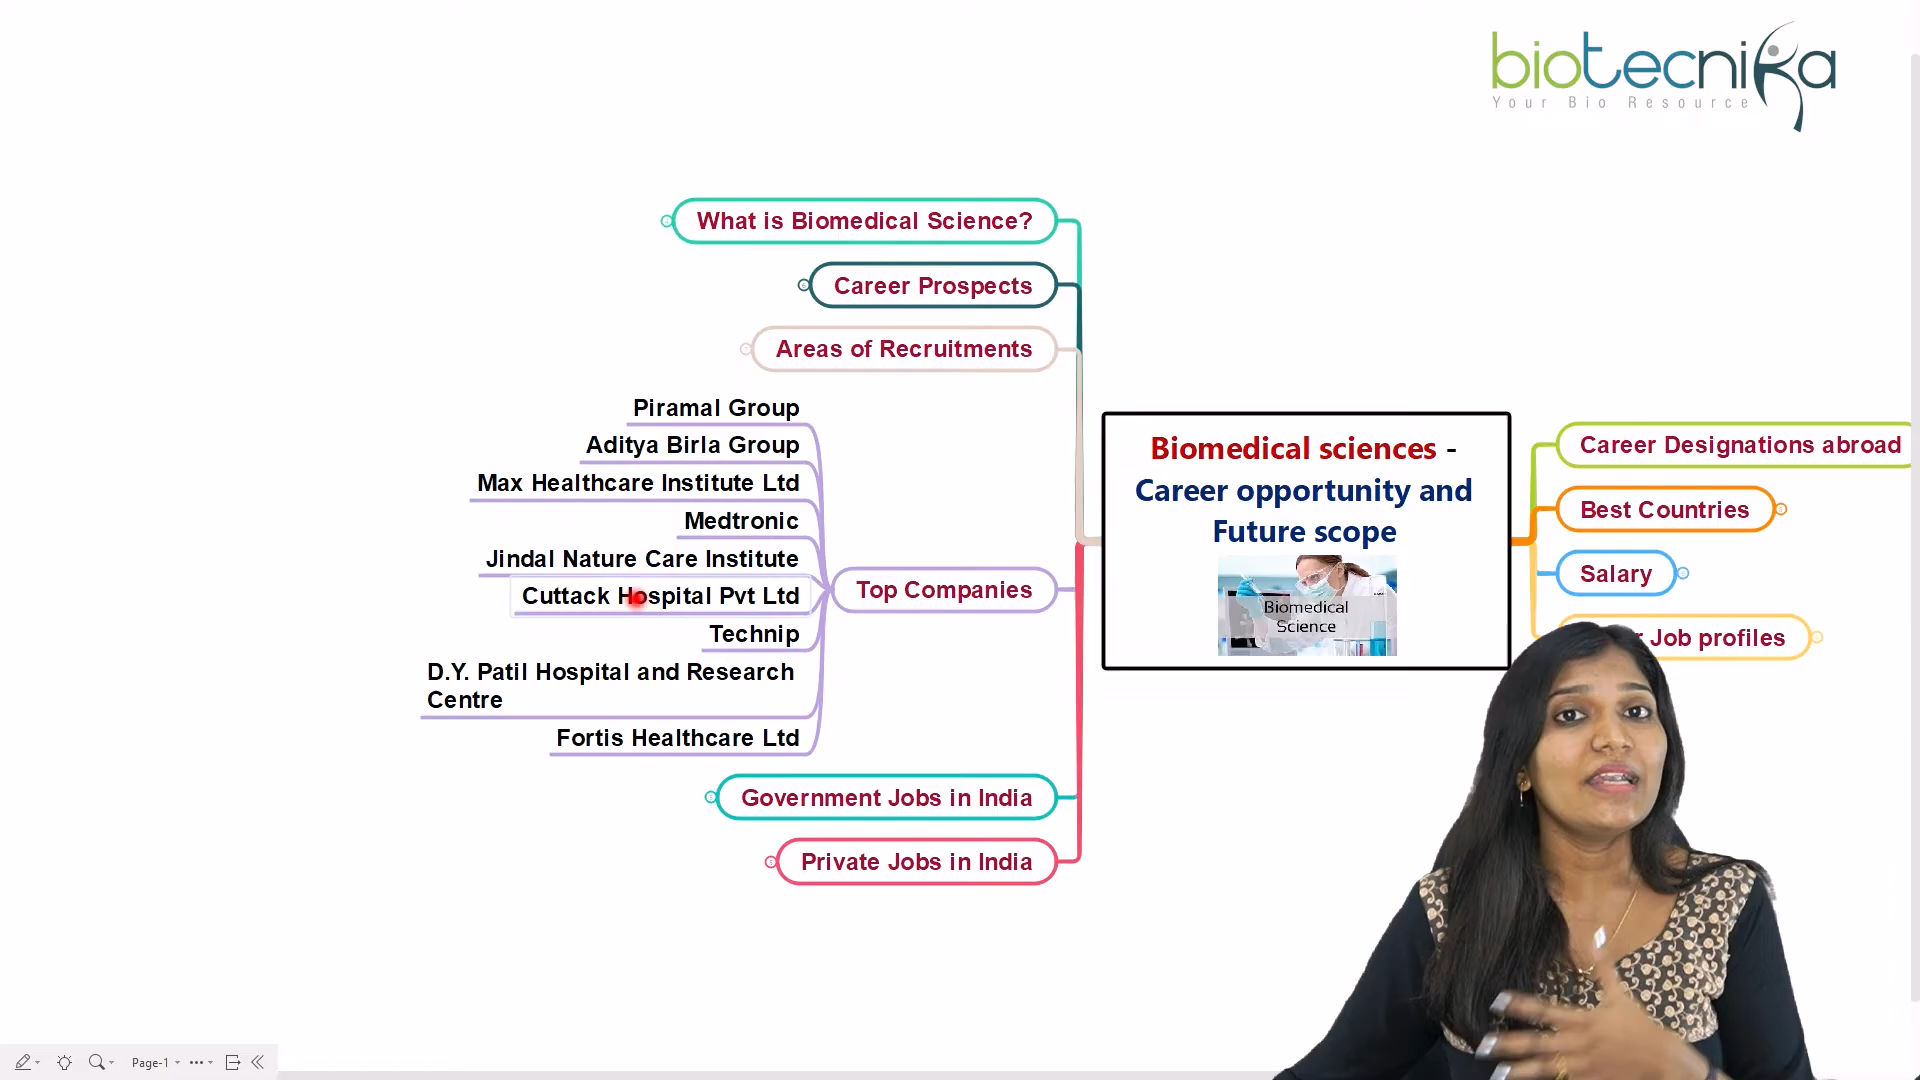 biotecnika
Your Bio Resource
What is Biomedical Science?
Career Prospects
Areas of Recruitments
Piramal Group
Aditya Birla Group
Max Healthcare Institute Ltd
Medtronic
Jindal Nature Care Institute
Cuttack Hospital Pvt Ltd
Technip
D.Y. Patil Hospital and Research
Centre
Fortis Healthcare Ltd
Top Companies
Government Jobs in India
Private Jobs in India
Biomedical sciences -
Career opportunity and
Future scope
Biomedical
Science
Career Designations abroad
Best Countries
Salary
Job profiles
Page-1